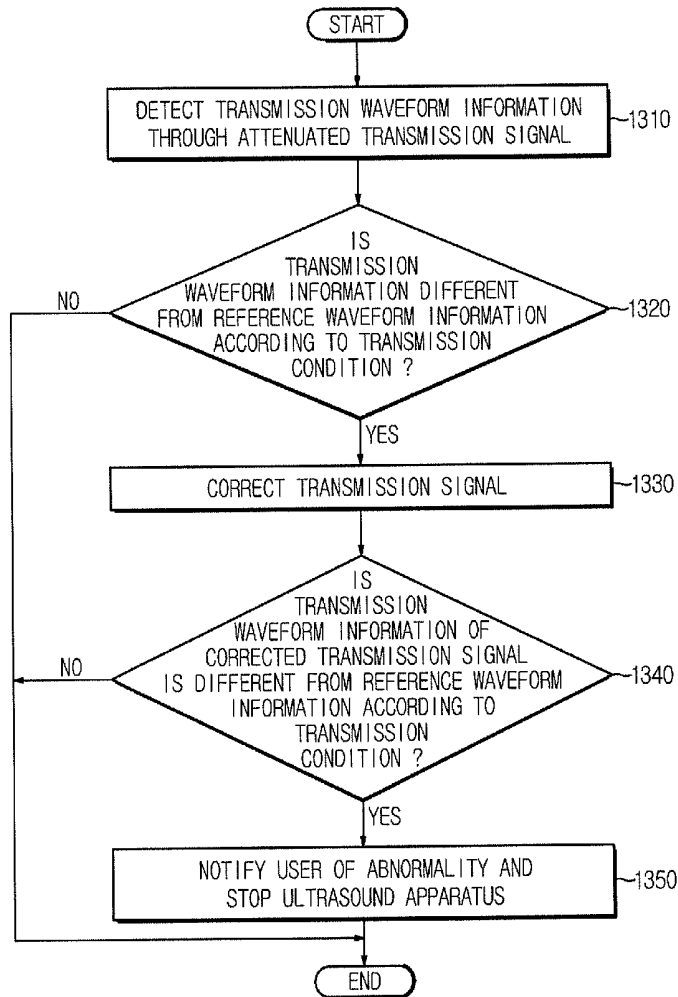 START
DETECT TRANSMISSION WAVEFORM INFORMATION
THROUGH ATTENUATED TRANSMISSION SIGNAL
1310
IS
TRANSMISSION
WAVEFORM INFORMATION DIFFERENT
FROM REFERENCE WAVEFORM INFORMATION
ACCORDING TO TRANSMISSION
CONDITION ?
1320
NO
YES
CORRECT TRANSMISSION SIGNAL
1330
IS
TRANSMISSION
WAVEFORM INFORMATION OF
CORRECTED TRANSMISSION SIGNAL
IS DIFFERENT FROM REFERENCE WAVEFORM
INFORMATION ACCORDING TO
TRANSMISSION
CONDITION ?
1340
NO
YES
NOTIFY USER OF ABNORMALITY AND
STOP ULTRASOUND APPARATUS
1350
END